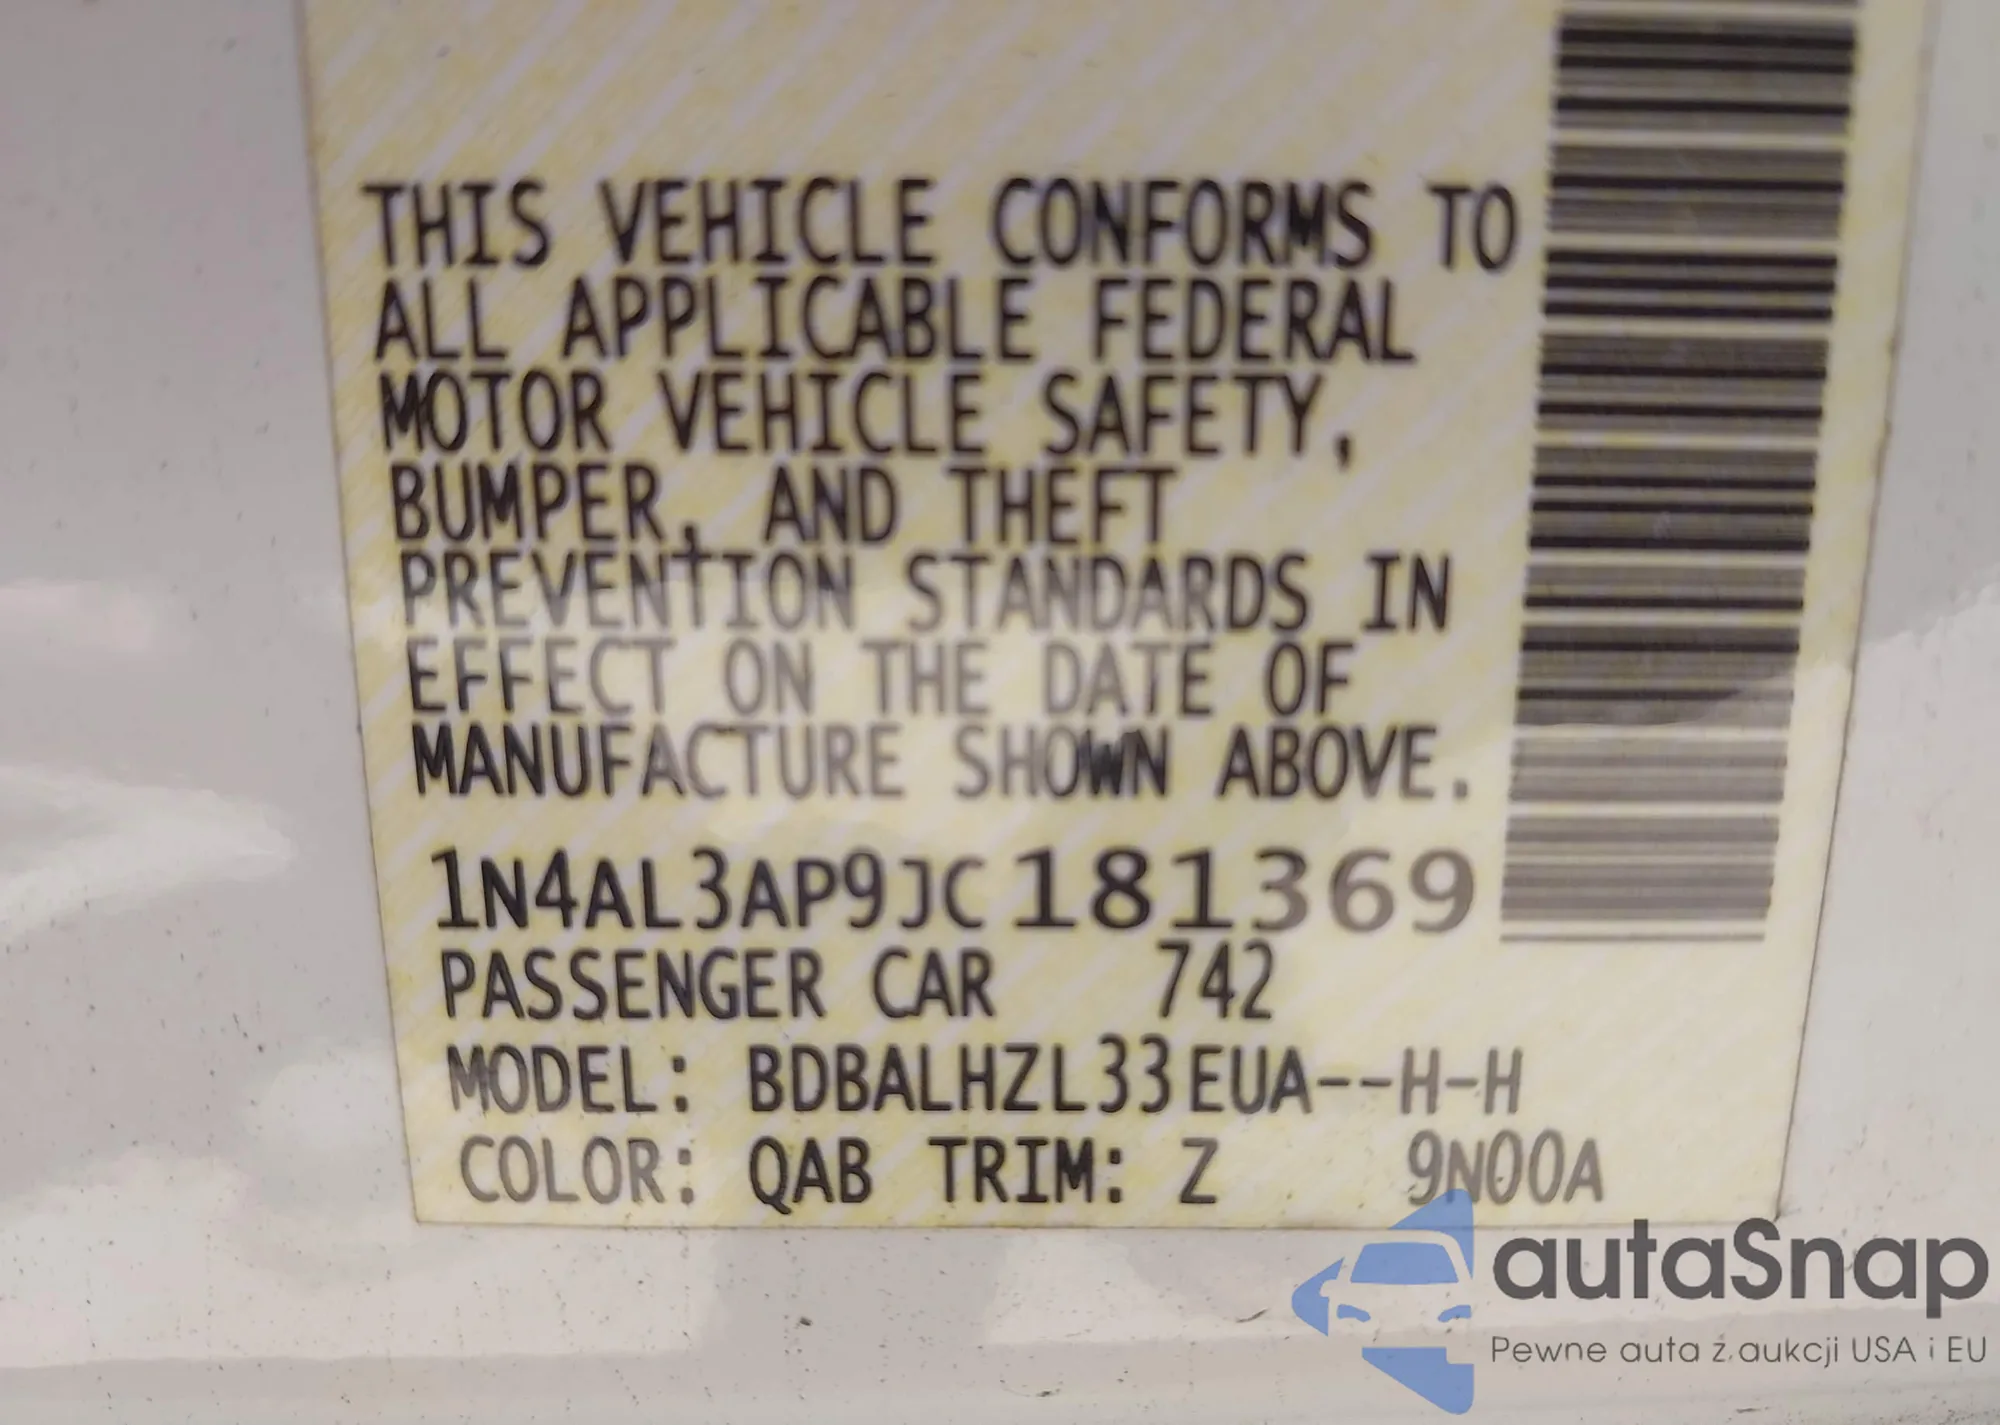 THIS VEHICLE CONFORMS TO
ALL APPLICABLE FEDERAL
MOTOR VEHICLE SAFETY,
BUMPER, AND THEFT
PREVENTION STANDARDS IN
EFFECT ON THE DATE OF
MANUFACTURE SHOWN ABOVE.
1N4AL3AP9JC181369
PASSENGER CAR 742
MODEL: BDBALHZL33EUA--H-H
COLOR: QAB TRIM: Z 9N00A
autaSnap
Pewne auta z aukcji USA i EU